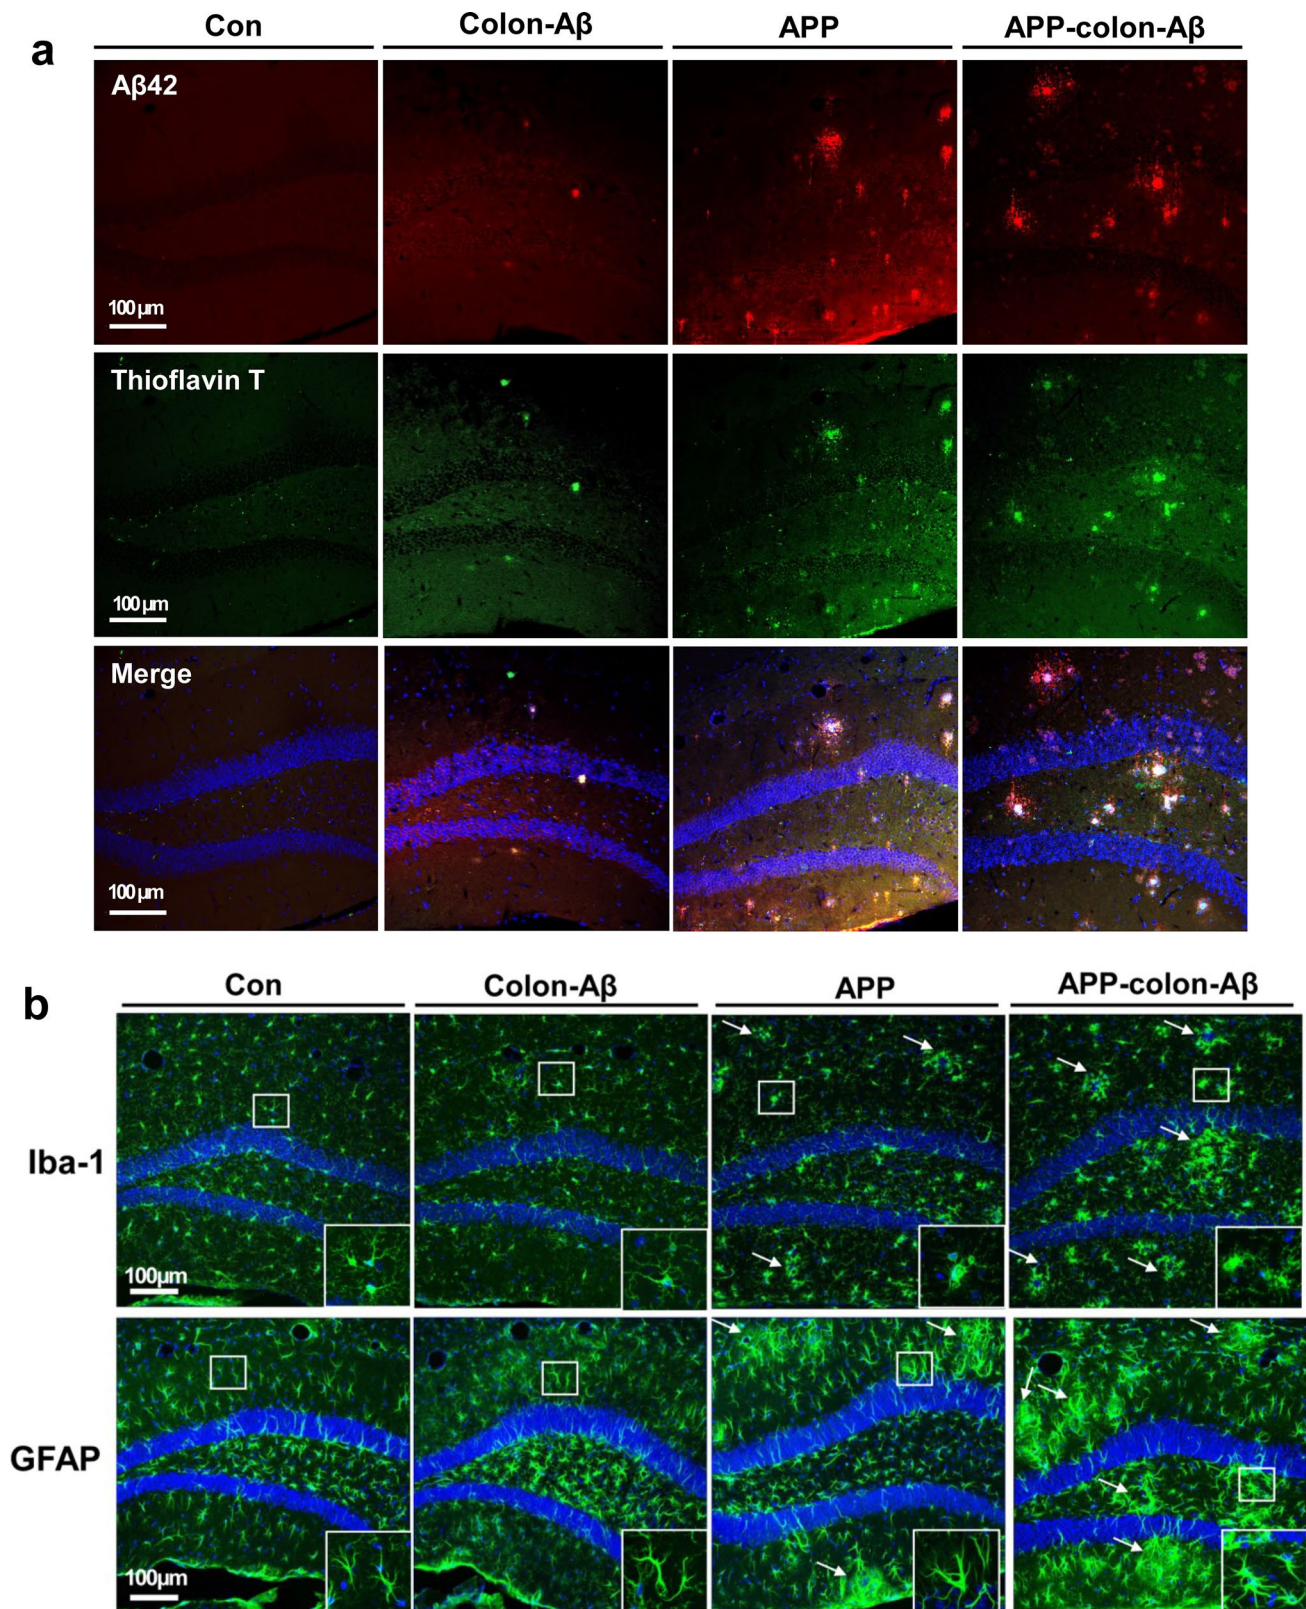 a
Con Colon-Aβ APP APP-colon-Aβ
Aβ42
100 µm
Thioflavin T
100 µm
Merge
100 µm
b
Con Colon-Aβ APP APP-colon-Aβ
Iba-1
100µm
GFAP
100µm